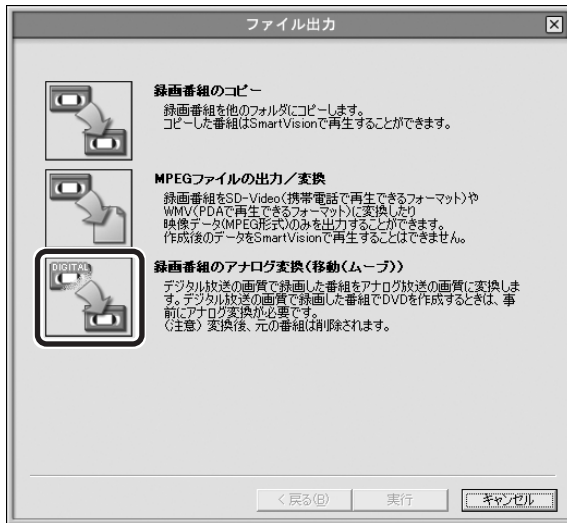 ファイル出力
録画番組のコピー
録画番組を他のフォルダにコピーします。
コピーした番組はSmartVisionで再生することができます。
MPEGファイルの出力／変換
録画番組をSD-Video(携帯電話で再生できるフォーマット)や
WMV(PDAで再生できるフォーマット)に変換したり
映像データ(MPEG形式)のみを出力することができます。
作成後のデータをSmartVisionで再生することはできません。
DIGITAL
録画番組のアナログ変換(移動(ムーブ))
デジタル放送の画質で録画した番組をアナログ放送の画質に変換しま
す。デジタル放送の画質で録画した番組でDVDを作成するときは、事
前にアナログ変換が必要です。
(注意) 変換後、元の番組は削除されます。
< 戻る(B)
実行
キャンセル